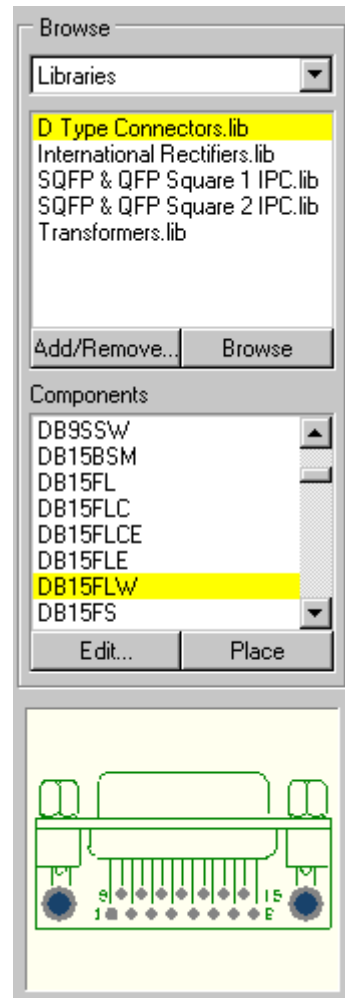 Browse
Libraries
D Type Connectors.lib
International Rectifiers.lib
SQFP & QFP Square 1 IPC.lib
SQFP & QFP Square 2 IPC.lib
Transformers.lib
Add/Remove... Browse
Components
DB9SSW
DB15BSM
DB15FL
DB15FLC
DB15FLCE
DB15FLE
DB15FLW
DB15FS
Edit... Place
9 15
1 8